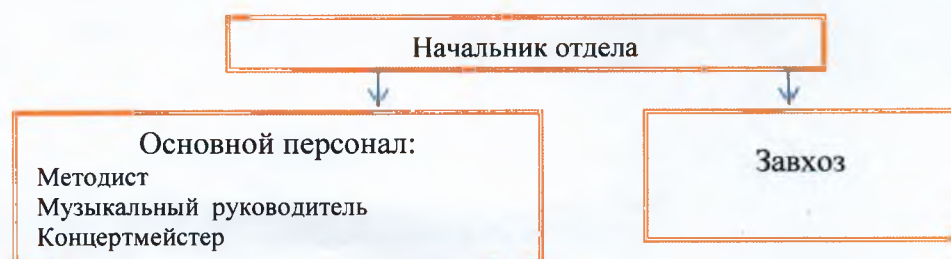 Начальник отдела
Основной персонал:
Методист
Музыкальный руководитель
Концертмейстер
Завхоз